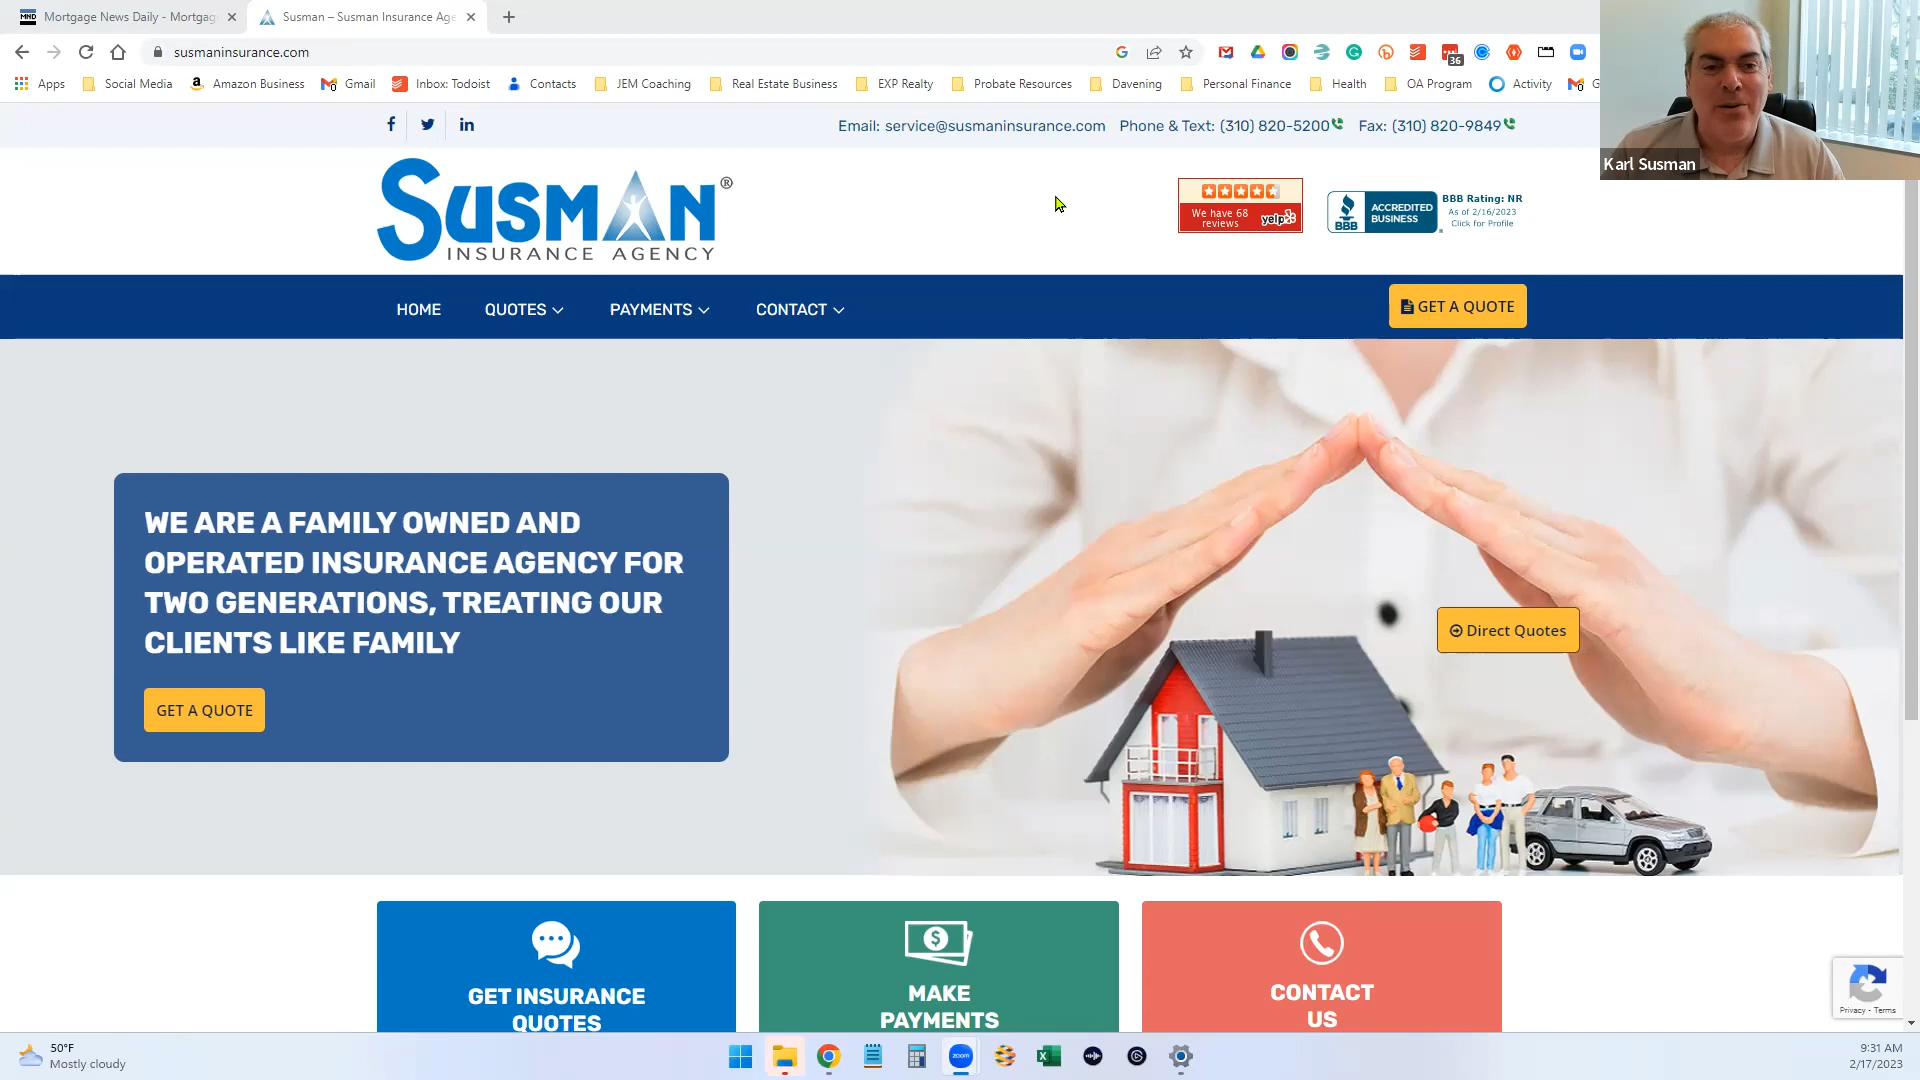 MND Mortgage News Daily - Mortgag
Susman – Susman Insurance Age
susmaninsurance.com
36
Apps Social Media Amazon Business Gmail Inbox: Todoist Contacts JEM Coaching Real Estate Business EXP Realty Probate Resources Davening Personal Finance Health OA Program Activity G
Karl Susman
Email: service@susmaninsurance.com Phone & Text: (310) 820-5200 Fax: (310) 820-9849
SUSMAN®
INSURANCE AGENCY
We have 68
reviews
yelp
BBB
ACCREDITED
BUSINESS
BBB Rating: NR
As of 2/16/2023
Click for Profile
HOME QUOTES PAYMENTS CONTACT
GET A QUOTE
WE ARE A FAMILY OWNED AND
OPERATED INSURANCE AGENCY FOR
TWO GENERATIONS, TREATING OUR
CLIENTS LIKE FAMILY
GET A QUOTE
Direct Quotes
GET INSURANCE
QUOTES
MAKE
PAYMENTS
CONTACT
US
Privacy - Terms
50°F
Mostly cloudy
zoom
9:31 AM
2/17/2023